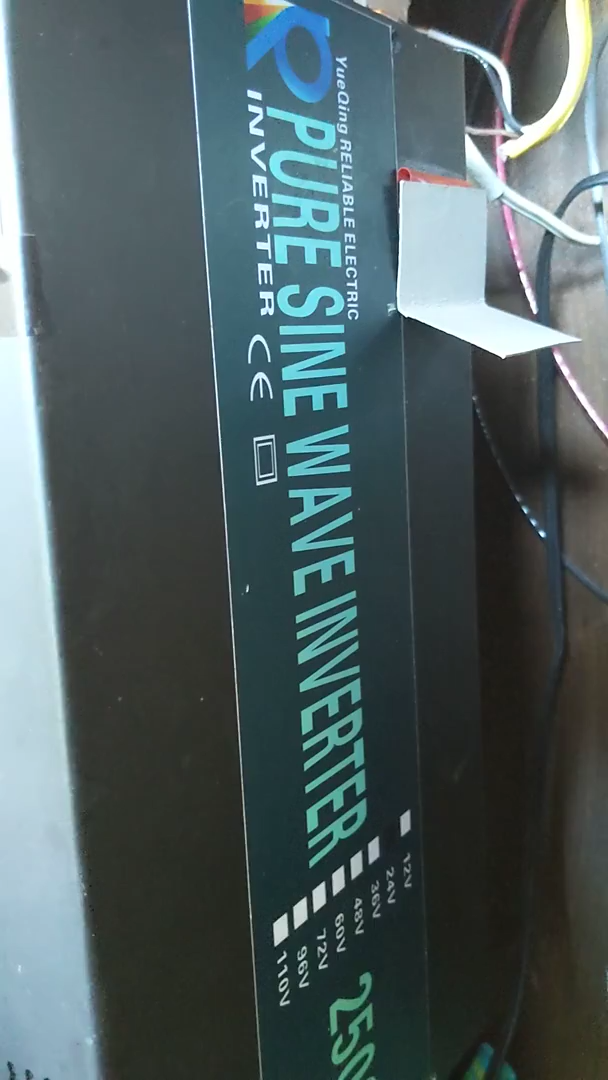 YueQing RELIABLE ELECTRIC
PURE SINE WAVE INVERTER
INVERTER CE
12V
24V
36V
48V
60V
72V
96V
110V